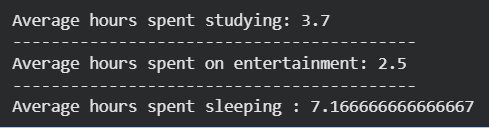 Average hours spent studying: 3.7
-----------------------------------------
Average hours spent on entertainment: 2.5
-----------------------------------------
Average hours spent sleeping : 7.166666666666667